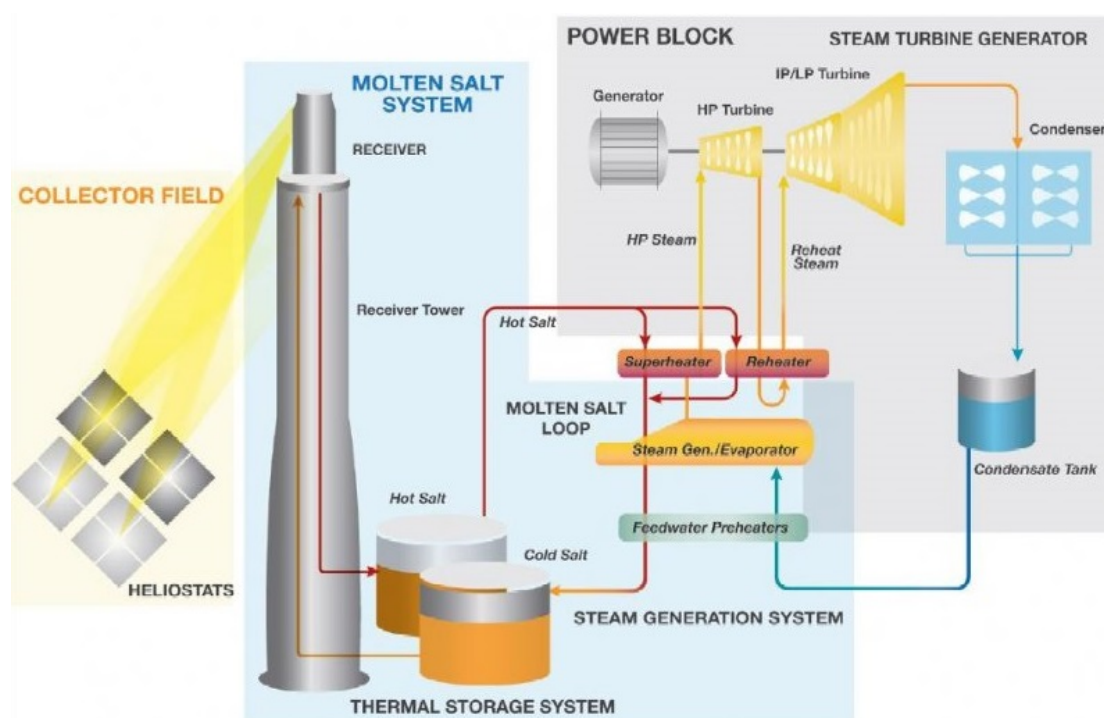 POWER BLOCK
STEAM TURBINE GENERATOR
IP/LP Turbine
Generator
HP Turbine
Condenser
MOLTEN SALT
SYSTEM
RECEIVER
COLLECTOR FIELD
HP Steam
Reheat
Steam
Receiver Tower
Hot Salt
Superheater
Reheater
MOLTEN SALT
LOOP
Steam Gen./Evaporator
Condensate Tank
Hot Salt
Feedwater Preheaters
Cold Salt
HELIOSTATS
STEAM GENERATION SYSTEM
THERMAL STORAGE SYSTEM